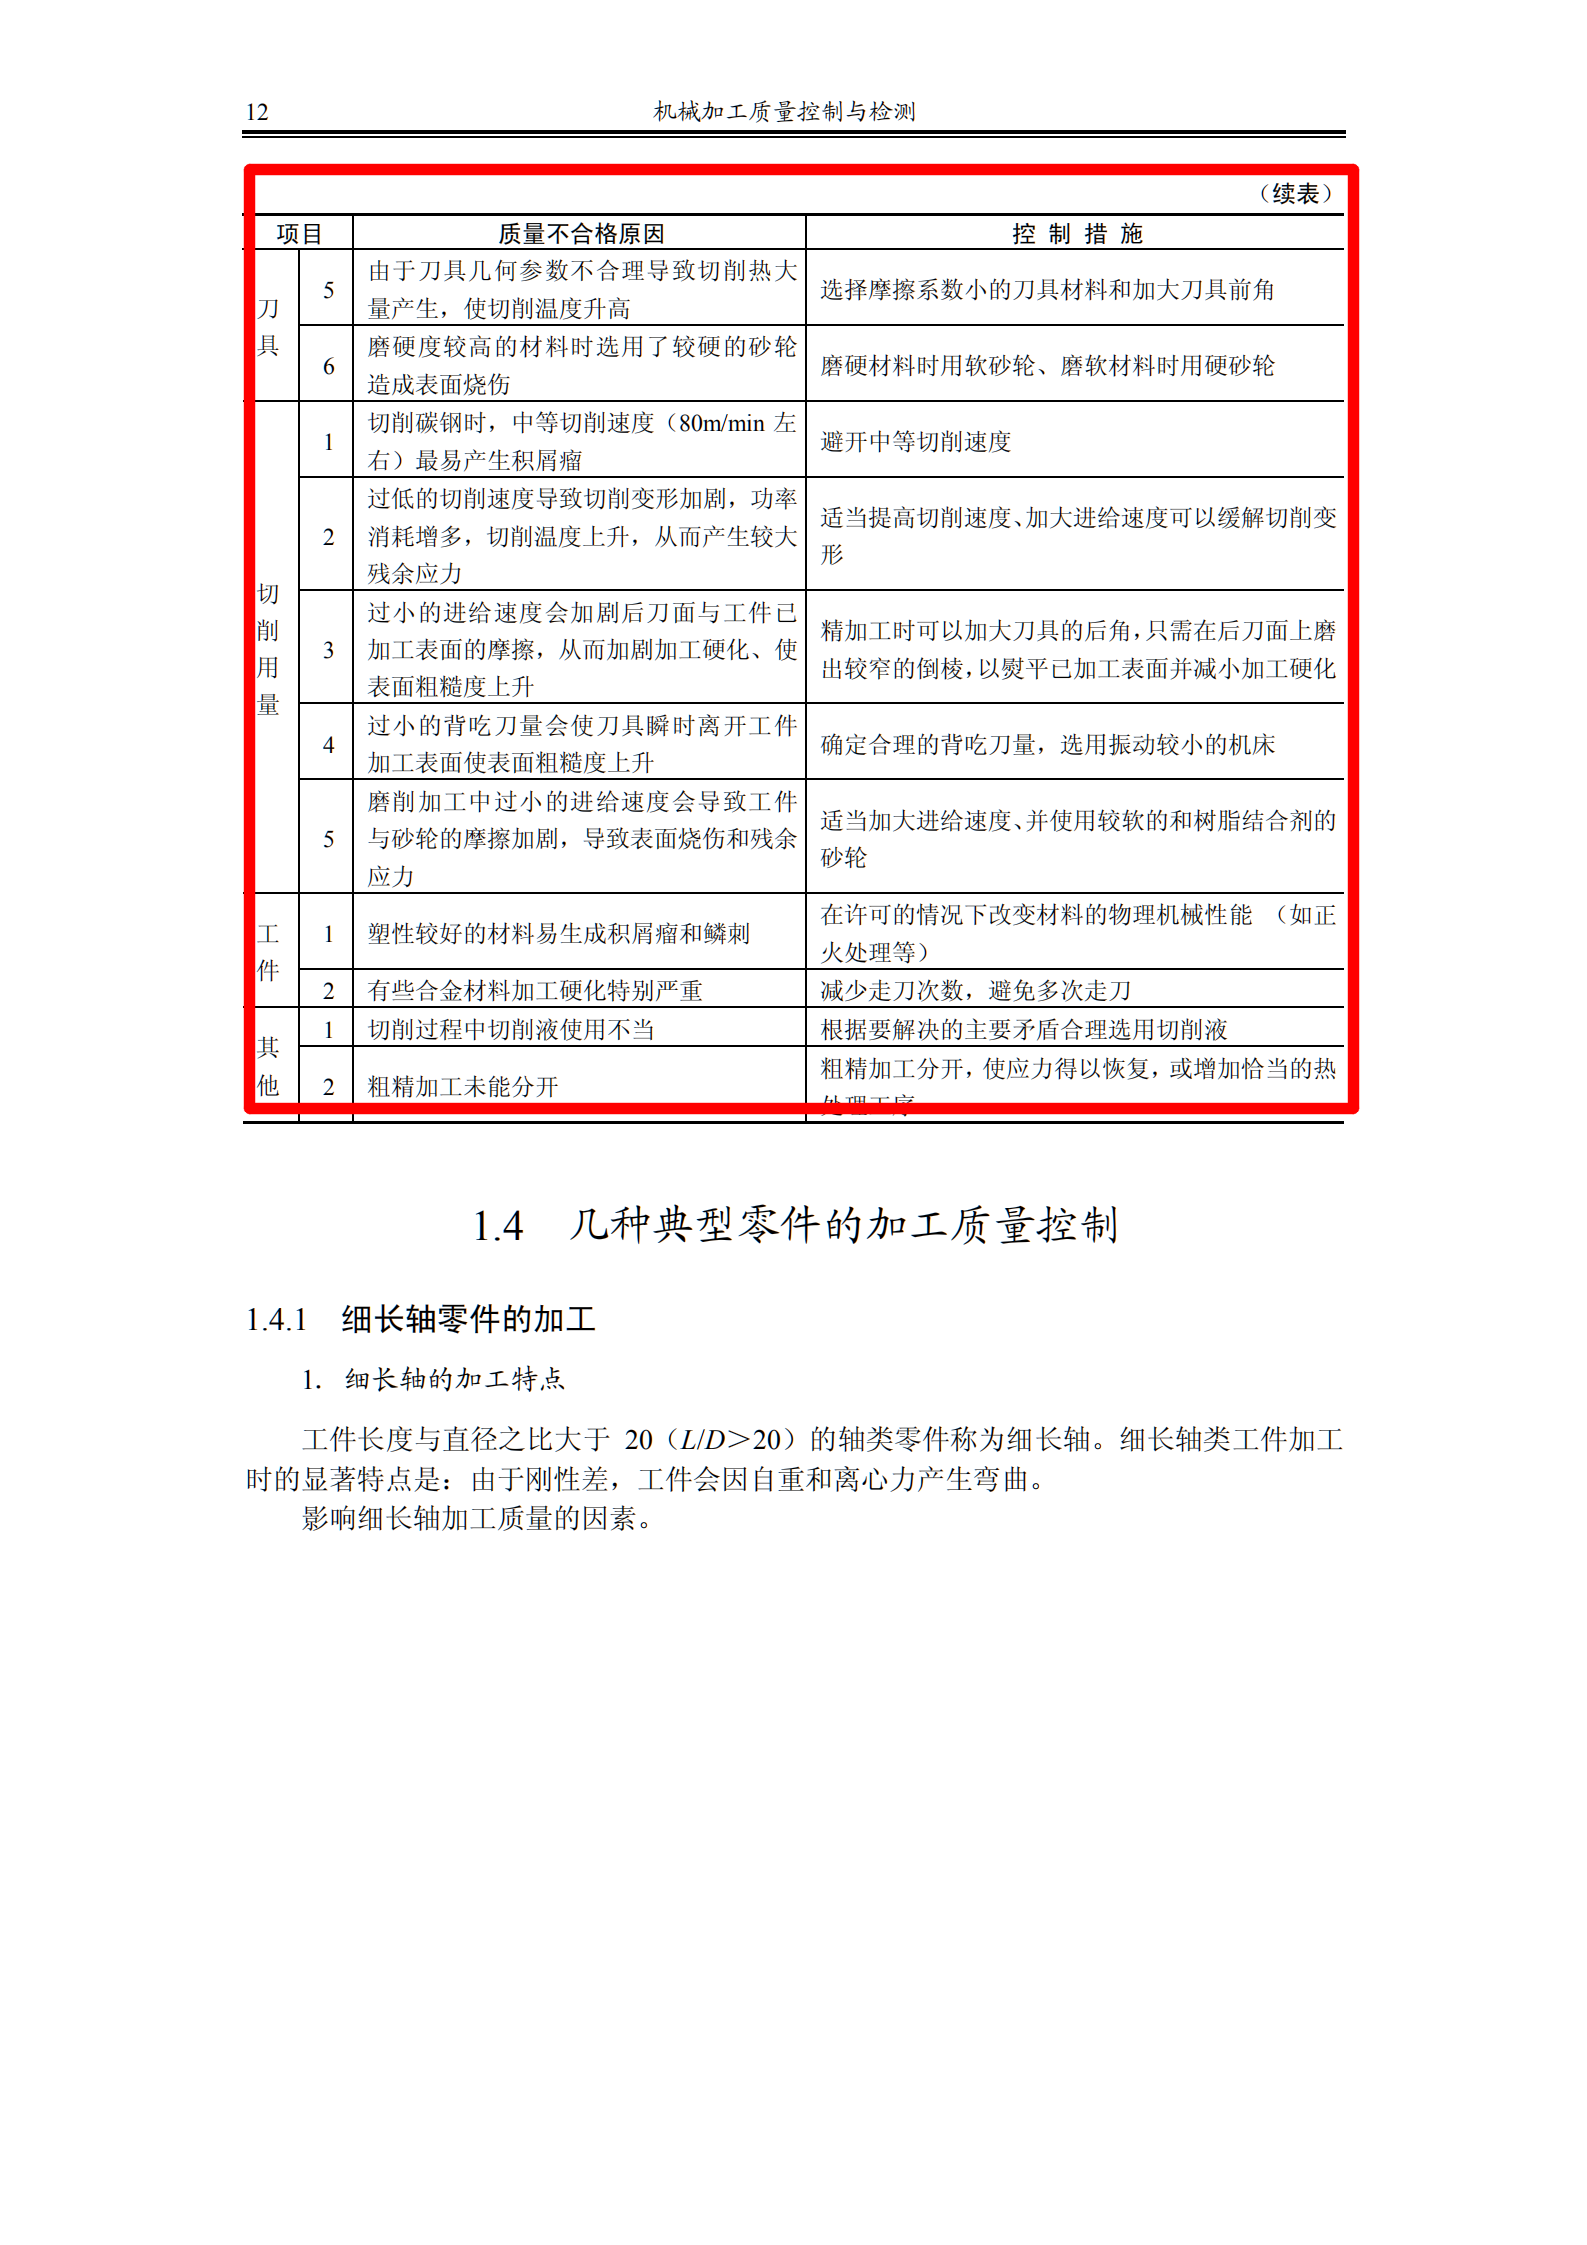 12
机械加工质量控制与检测
（续表）
项目 质量不合格原因 控 制 措 施
刀具
5 由于刀具几何参数不合理导致切削热大
量产生，使切削温度升高
选择摩擦系数小的刀具材料和加大刀具前角
6 磨硬度较高的材料时选用了较硬的砂轮
造成表面烧伤
磨硬材料时用软砂轮、磨软材料时用硬砂轮
切削用量
1 切削碳钢时，中等切削速度（80m/min 左
右）最易产生积屑瘤
避开中等切削速度
2 过低的切削速度导致切削变形加剧，功率
消耗增多，切削温度上升，从而产生较大
残余应力
适当提高切削速度、加大进给速度可以缓解切削变
形
3 过小的进给速度会加剧后刀面与工件已
加工表面的摩擦，从而加剧加工硬化、使
表面粗糙度上升
精加工时可以加大刀具的后角，只需在后刀面上磨
出较窄的倒棱，以熨平已加工表面并减小加工硬化
4 过小的背吃刀量会使刀具瞬时离开工件
加工表面使表面粗糙度上升
确定合理的背吃刀量，选用振动较小的机床
5 磨削加工中过小的进给速度会导致工件
与砂轮的摩擦加剧，导致表面烧伤和残余
应力
适当加大进给速度、并使用较软的和树脂结合剂的
砂轮
工件
1 塑性较好的材料易生成积屑瘤和鳞刺
在许可的情况下改变材料的物理机械性能 （如正
火处理等）
2 有些合金材料加工硬化特别严重 减少走刀次数，避免多次走刀
其他
1 切削过程中切削液使用不当 根据要解决的主要矛盾合理选用切削液
2 粗精加工未能分开
粗精加工分开，使应力得以恢复，或增加恰当的热
处理工序
1.4 几种典型零件的加工质量控制
1.4.1 细长轴零件的加工
1. 细长轴的加工特点
工件长度与直径之比大于 20（L/D＞20）的轴类零件称为细长轴。细长轴类工件加工
时的显著特点是：由于刚性差，工件会因自重和离心力产生弯曲。
影响细长轴加工质量的因素。